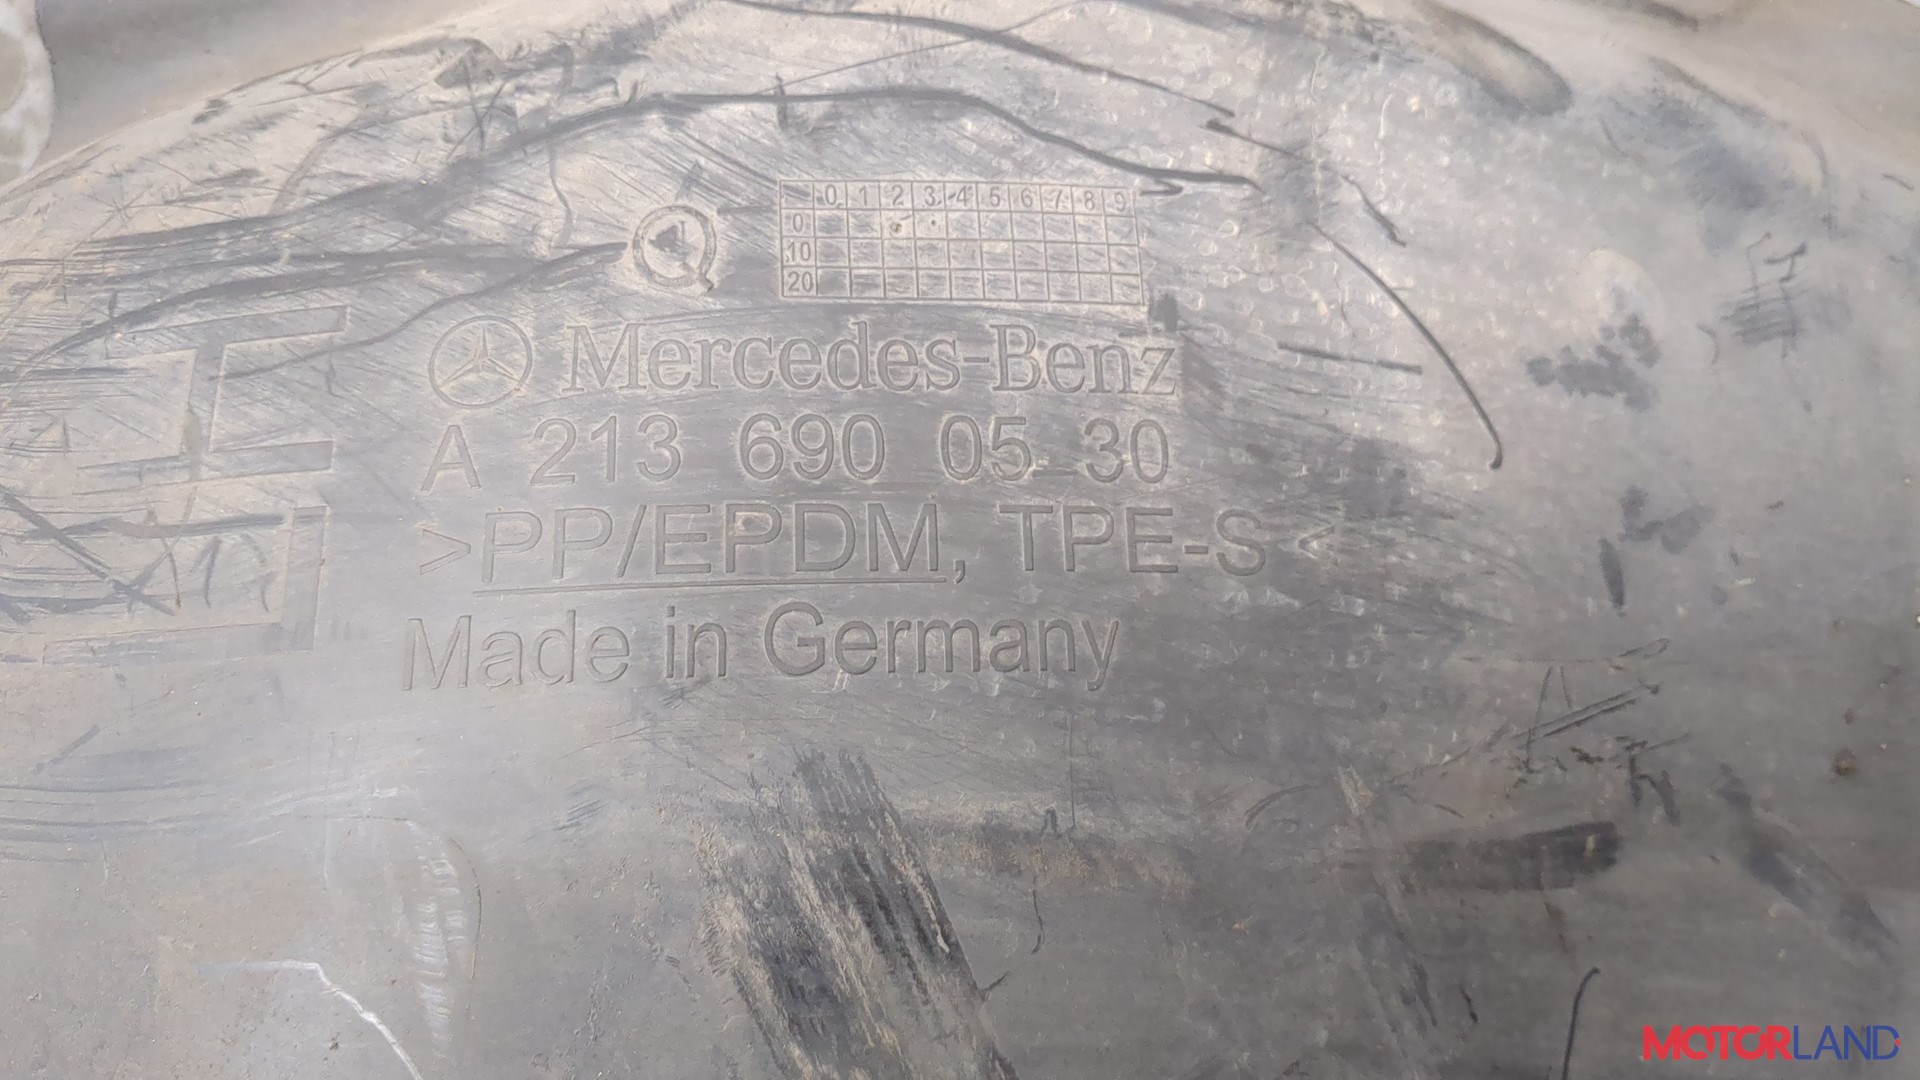 0 1 2 3 4 5 6 7 8 9
0
10
20
Mercedes-Benz
A 213 690 05 30
>PP/EPDM, TPE-S<
Made in Germany
MOTORLAND